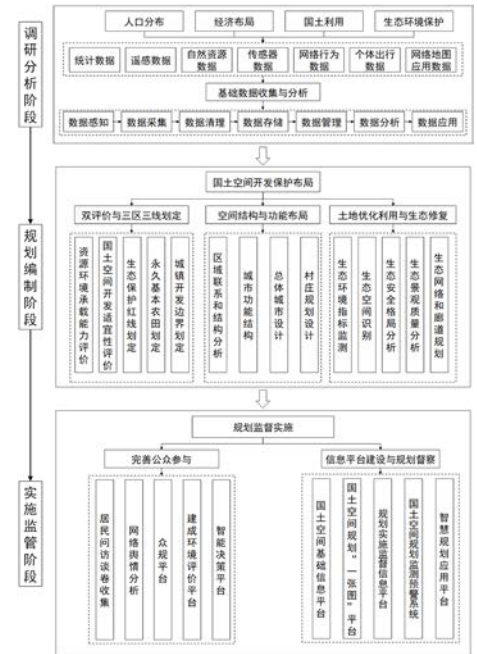 调研分析阶段
人口分布
经济布局
国土利用
生态环境保护
统计数据
遥感数据
自然资源
数据
传感器
数据
网络行为
数据
个体出行
数据
网络地图
应用数据
基础数据收集与分析
数据感知
数据采集
数据清理
数据存储
数据管理
数据分析
数据应用
规划编制阶段
国土空间开发保护布局
双评价与三区三线划定
空间结构与功能布局
土地优化利用与生态修复
资源环境承载能力评价
国土空间开发适宜性评价
生态保护红线划定
永久基本农田划定
城镇开发边界划定
区域联系和结构分析
城市功能结构
总体城市设计
村庄规划设计
生态环境指标监测
生态空间识别
生态安全格局分析
生态景观质量分析
生态网络和廊道规划
实施监管阶段
规划监督实施
完善公众参与
信息平台建设与规划督察
居民问访谈卷收集
网络舆情分析
众规平台
建成环境评价平台
智能决策平台
国土空间基础信息平台
国土空间规划“一张图”平台
规划实施监督信息平台
国土空间规划监测预警系统
智慧规划应用平台